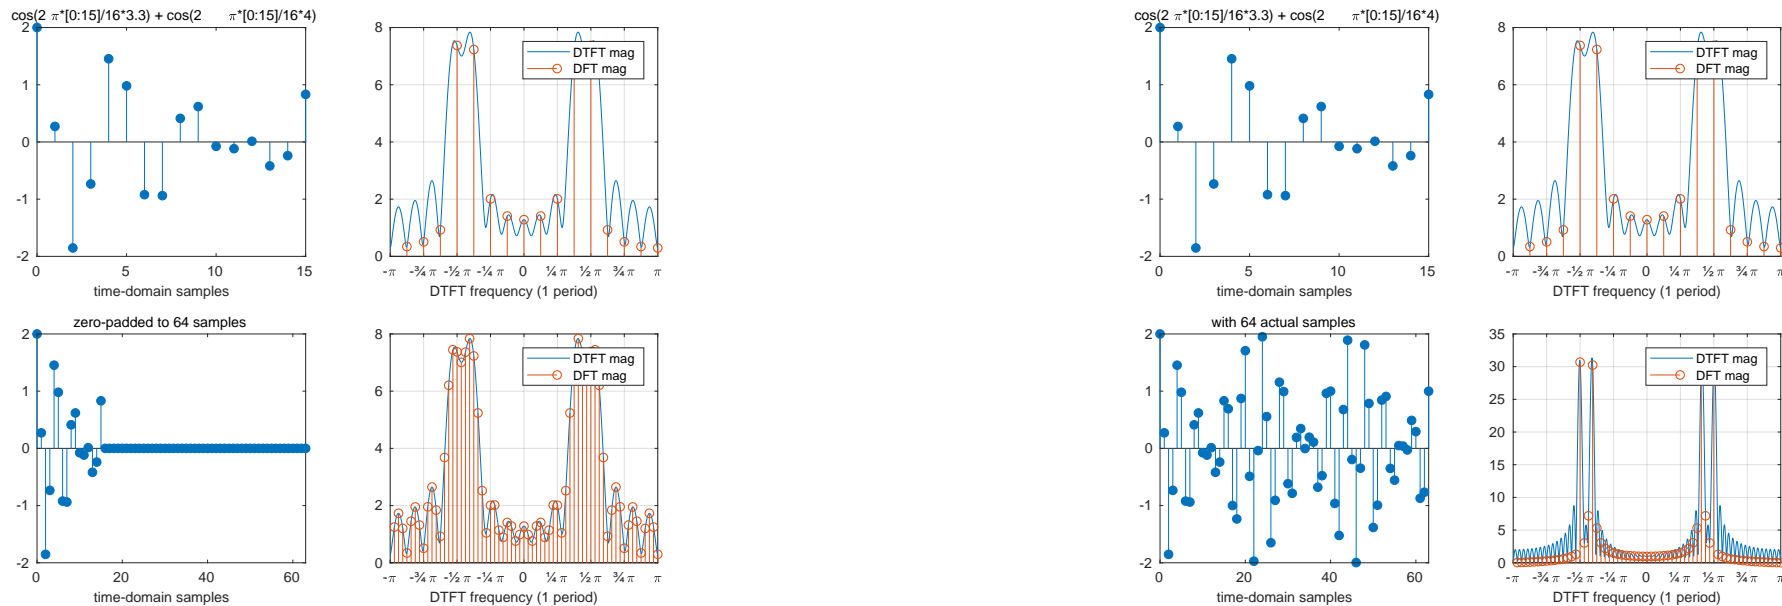 cos(2 π*[0:15]/16*3.3) + cos(2 π*[0:15]/16*4)
2
1
0
-1
-2
0 5 10 15
time-domain samples
8
6
4
2
0
DTFT mag
DFT mag
-π -¾ π -½ π -¼ π 0 ¼ π ½ π ¾ π π
DTFT frequency (1 period)
cos(2 π*[0:15]/16*3.3) + cos(2 π*[0:15]/16*4)
2
1
0
-1
-2
0 5 10 15
time-domain samples
8
6
4
2
0
DTFT mag
DFT mag
-π -¾ π -½ π -¼ π 0 ¼ π ½ π ¾ π π
DTFT frequency (1 period)
zero-padded to 64 samples
2
1
0
-1
-2
0 20 40 60
time-domain samples
8
6
4
2
0
DTFT mag
DFT mag
-π -¾ π -½ π -¼ π 0 ¼ π ½ π ¾ π π
DTFT frequency (1 period)
with 64 actual samples
2
1
0
-1
-2
0 20 40 60
time-domain samples
35
30
25
20
15
10
5
0
DTFT mag
DFT mag
-π -¾ π -½ π -¼ π 0 ¼ π ½ π ¾ π π
DTFT frequency (1 period)